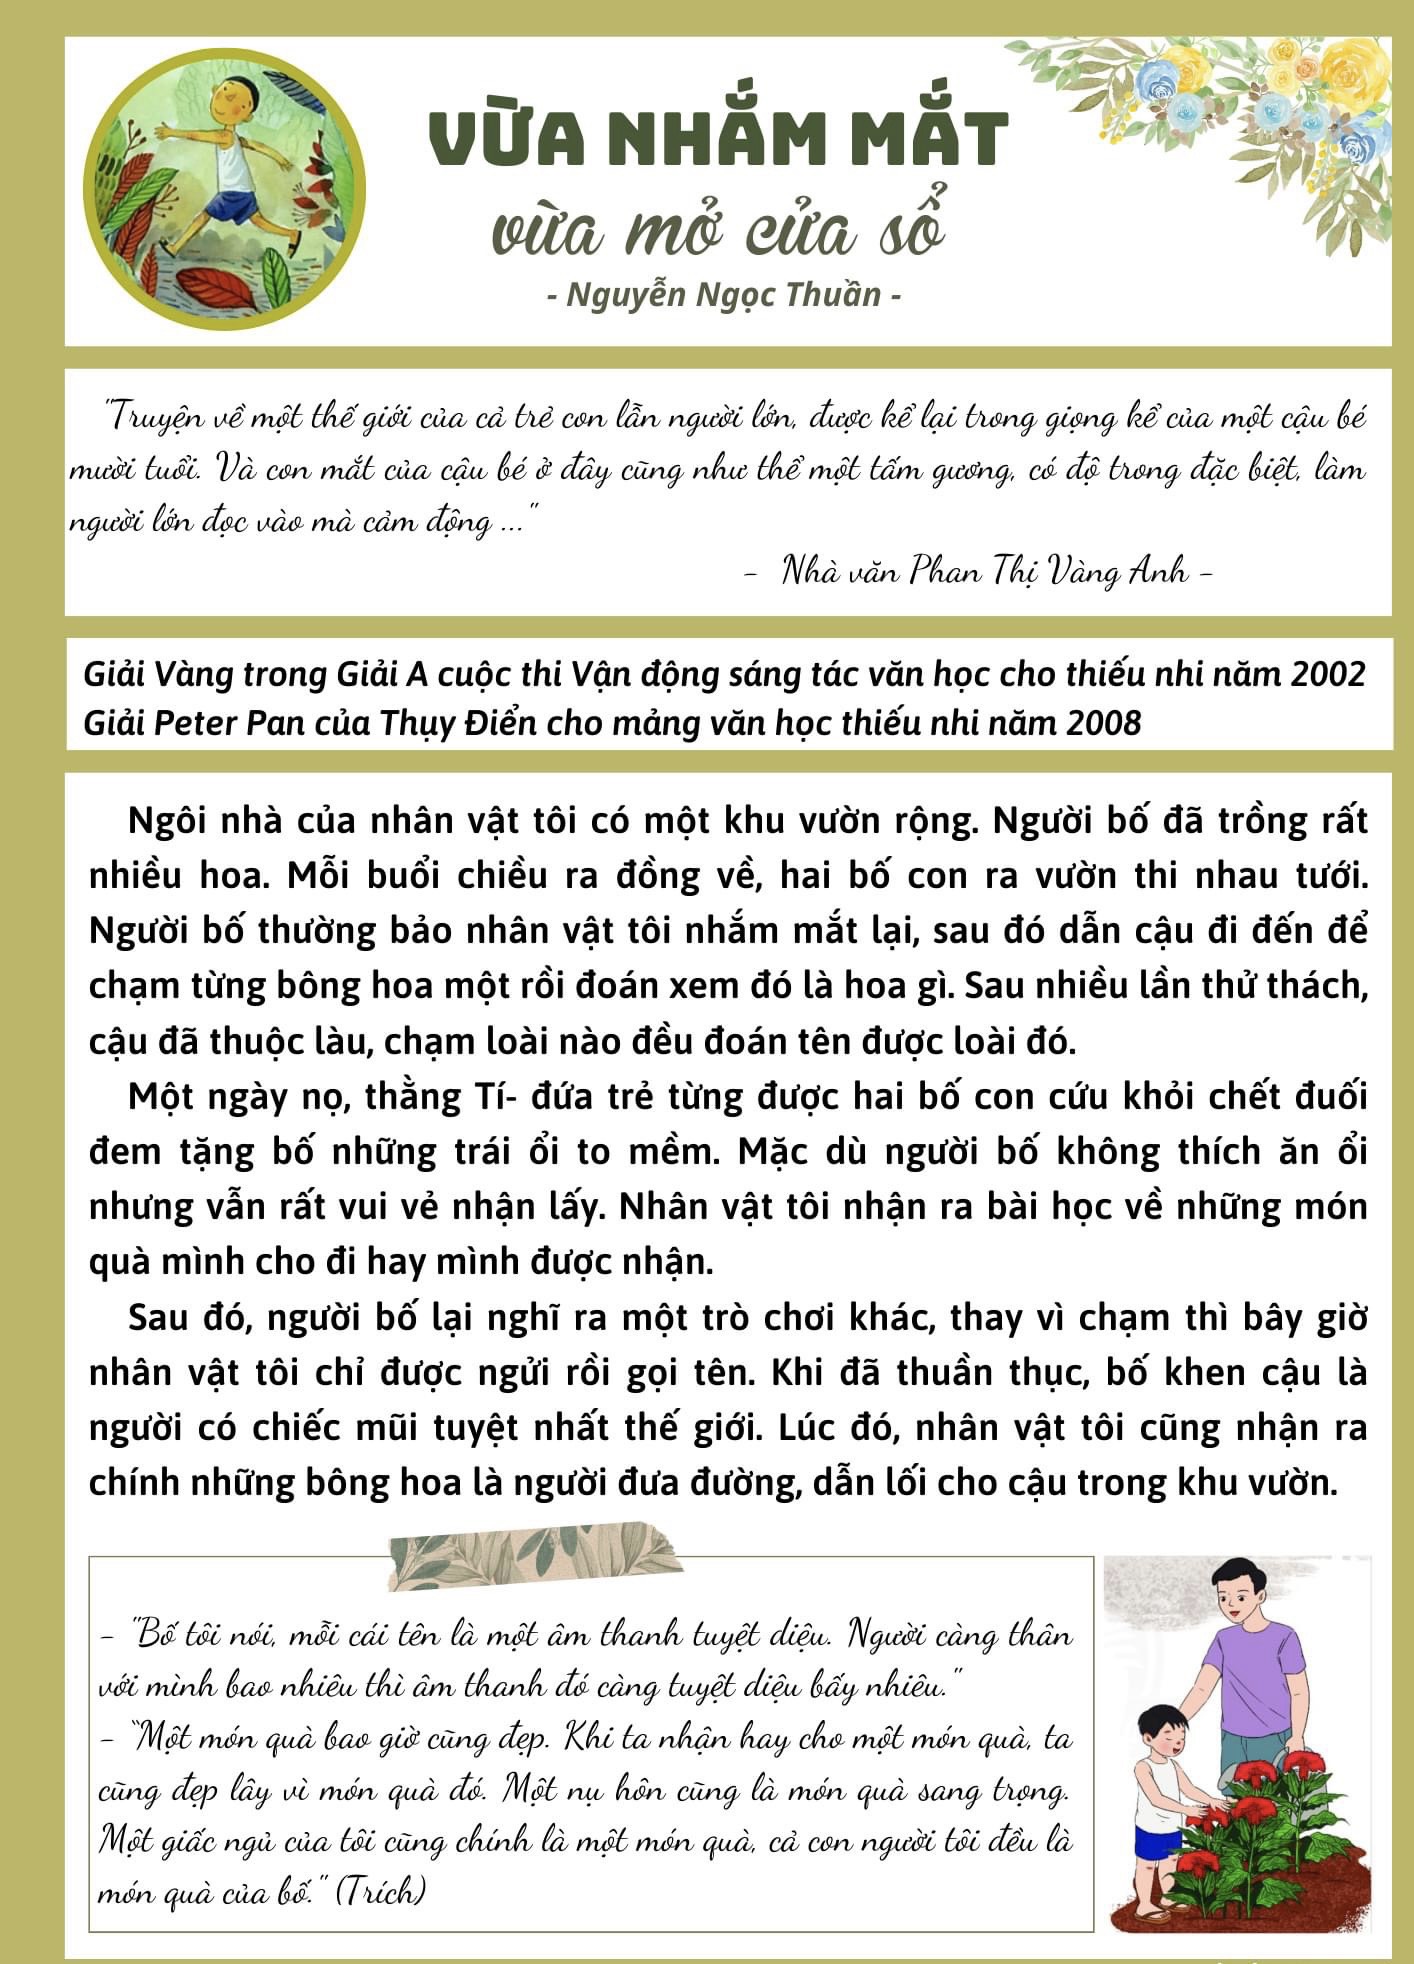 VỪA NHẮM MẮT
vừa mở cửa sổ
- Nguyễn Ngọc Thuần -
"Truyện về một thế giới của cả trẻ con lẫn người lớn, được kể lại trong giọng kể của một cậu bé
mười tuổi. Và con mắt của cậu bé ở đây cũng như thể một tấm gương, có độ trong đặc biệt, làm
người lớn đọc vào mà cảm động ..."
- Nhà văn Phan Thị Vàng Anh -
Giải Vàng trong Giải A cuộc thi Vận động sáng tác văn học cho thiếu nhi năm 2002
Giải Peter Pan của Thụy Điển cho mảng văn học thiếu nhi năm 2008
Ngôi nhà của nhân vật tôi có một khu vườn rộng. Người bố đã trồng rất
nhiều hoa. Mỗi buổi chiều ra đồng về, hai bố con ra vườn thi nhau tưới.
Người bố thường bảo nhân vật tôi nhắm mắt lại, sau đó dẫn cậu đi đến để
chạm từng bông hoa một rồi đoán xem đó là hoa gì. Sau nhiều lần thử thách,
cậu đã thuộc làu, chạm loài nào đều đoán tên được loài đó.
Một ngày nọ, thằng Tí- đứa trẻ từng được hai bố con cứu khỏi chết đuối
đem tặng bố những trái ổi to mềm. Mặc dù người bố không thích ăn ổi
nhưng vẫn rất vui vẻ nhận lấy. Nhân vật tôi nhận ra bài học về những món
quà mình cho đi hay mình được nhận.
Sau đó, người bố lại nghĩ ra một trò chơi khác, thay vì chạm thì bây giờ
nhân vật tôi chỉ được ngửi rồi gọi tên. Khi đã thuần thục, bố khen cậu là
người có chiếc mũi tuyệt nhất thế giới. Lúc đó, nhân vật tôi cũng nhận ra
chính những bông hoa là người đưa đường, dẫn lối cho cậu trong khu vườn.
- "Bố tôi nói, mỗi cái tên là một âm thanh tuyệt diệu. Người càng thân
với mình bao nhiêu thì âm thanh đó càng tuyệt diệu bấy nhiêu."
- "Một món quà bao giờ cũng đẹp. Khi ta nhận hay cho một món quà, ta
cũng đẹp lây vì món quà đó. Một nụ hôn cũng là món quà sang trọng.
Một giấc ngủ của tôi cũng chính là một món quà, cả con người tôi đều là
món quà của bố." (Trích)